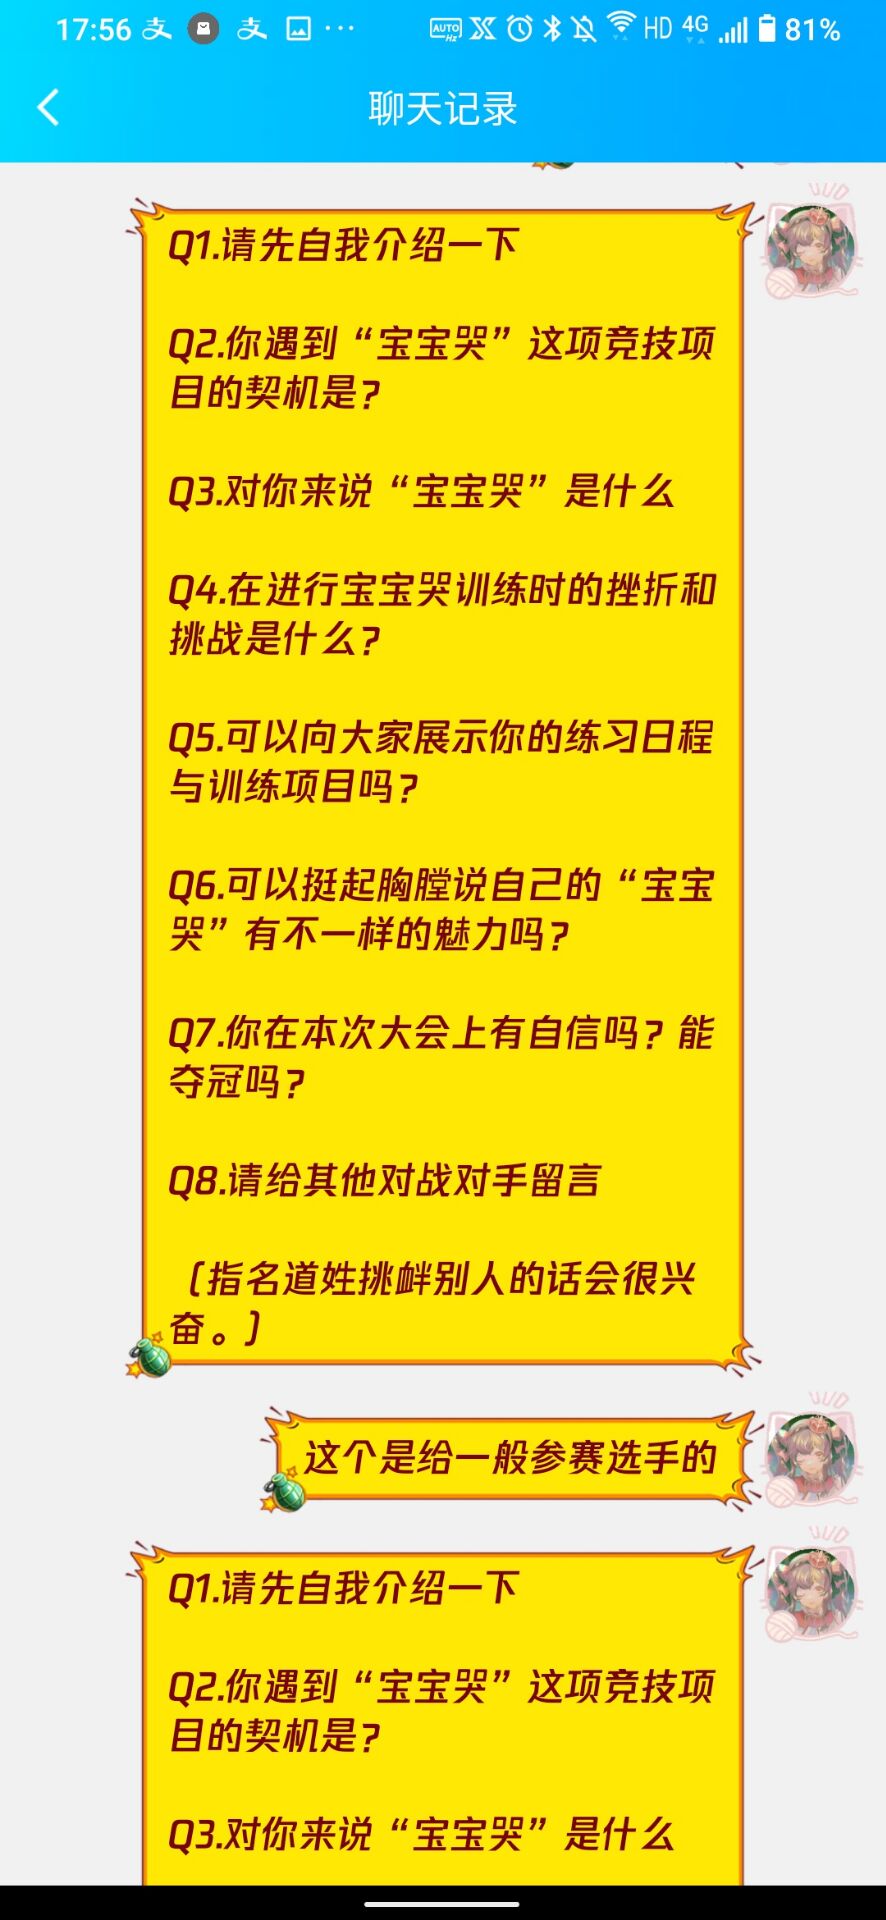 17:56 支 支 ··· AUTO Hz HD 4G 81%
聊天记录
Q1.请先自我介绍一下
Q2.你遇到“宝宝哭”这项竞技项
目的契机是?
Q3.对你来说“宝宝哭”是什么
Q4.在进行宝宝哭训练时的挫折和
挑战是什么?
Q5.可以向大家展示你的练习日程
与训练项目吗?
Q6.可以挺起胸膛说自己的“宝宝
哭”有不一样的魅力吗?
Q7.你在本次大会上有自信吗?能
夺冠吗?
Q8.请给其他对战对手留言
(指名道姓挑衅别人的话会很兴
奋。)
这个是给一般参赛选手的
Q1.请先自我介绍一下
Q2.你遇到“宝宝哭”这项竞技项
目的契机是?
Q3.对你来说“宝宝哭”是什么